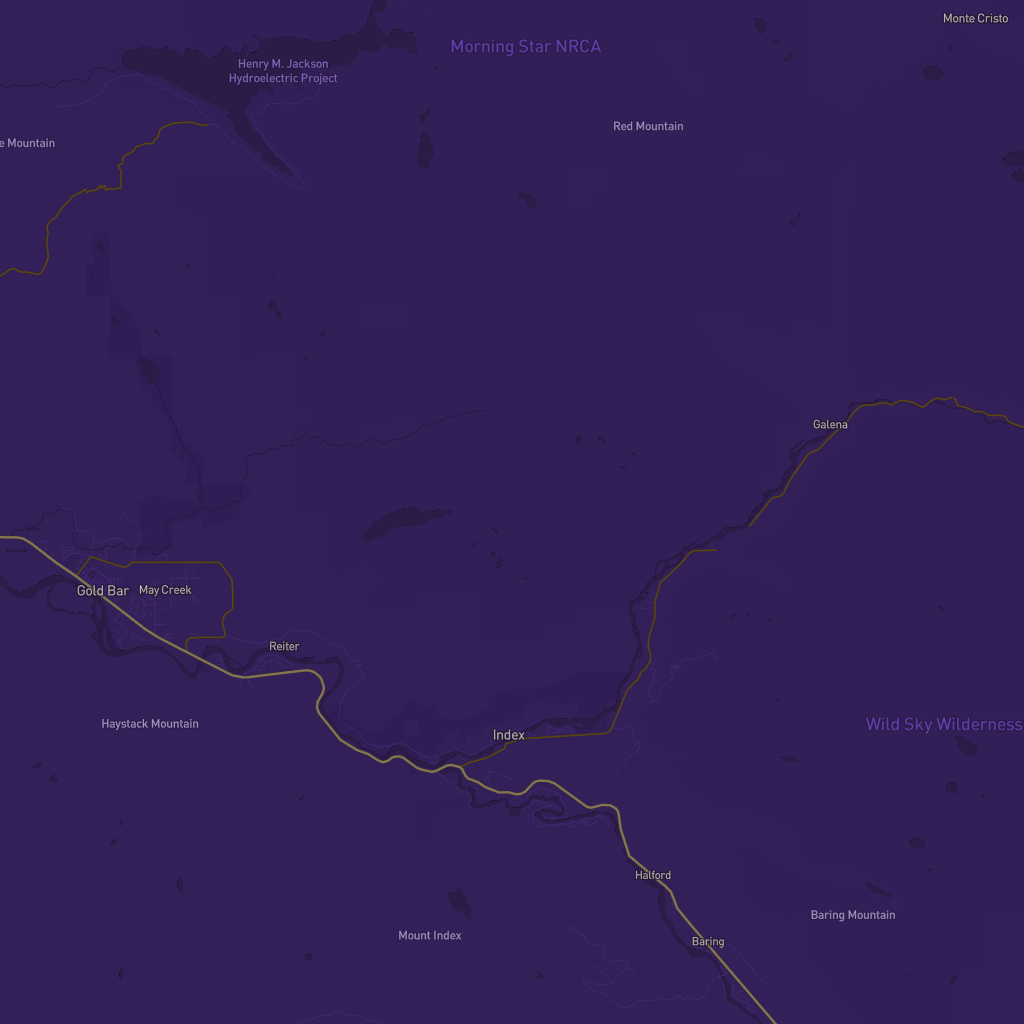 Monte Cristo
Morning Star NRCA
Henry M. Jackson
Hydroelectric Project
Red Mountain
e Mountain
Galena
Gold Bar
May Creek
Reiter
Haystack Mountain
Index
Wild Sky Wilderness
Halford
Baring Mountain
Mount Index
Baring